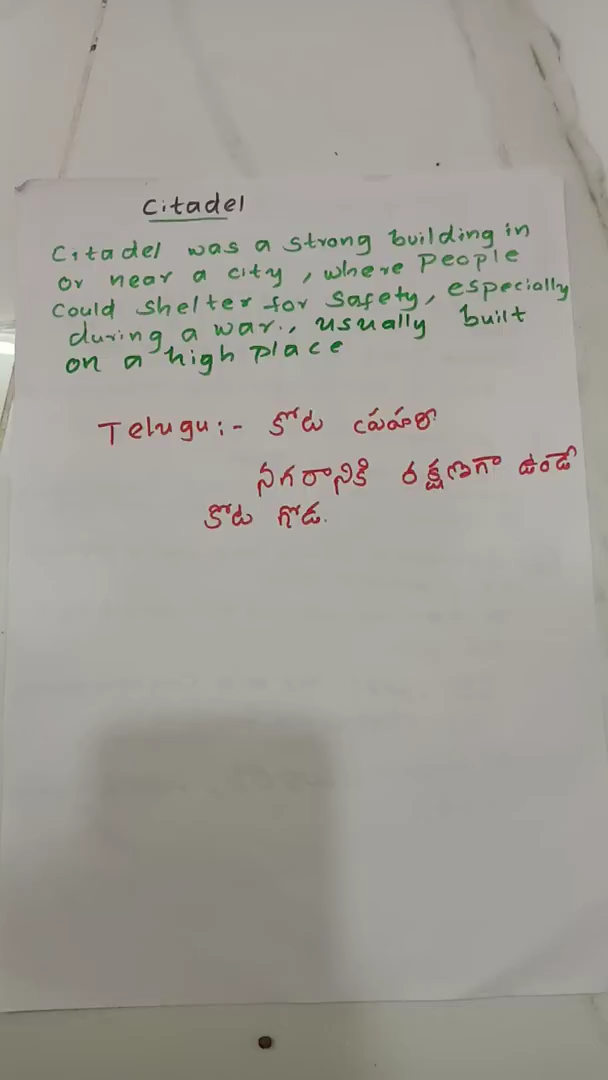 Citadel
Citadel was a strong building in
or near a city, where people
could shelter for safety, especially
during a war., usually built
on a high place
Telugu:- కోడు
నగరానికి రక్షణగా ఉండే
కోడు గోడ.